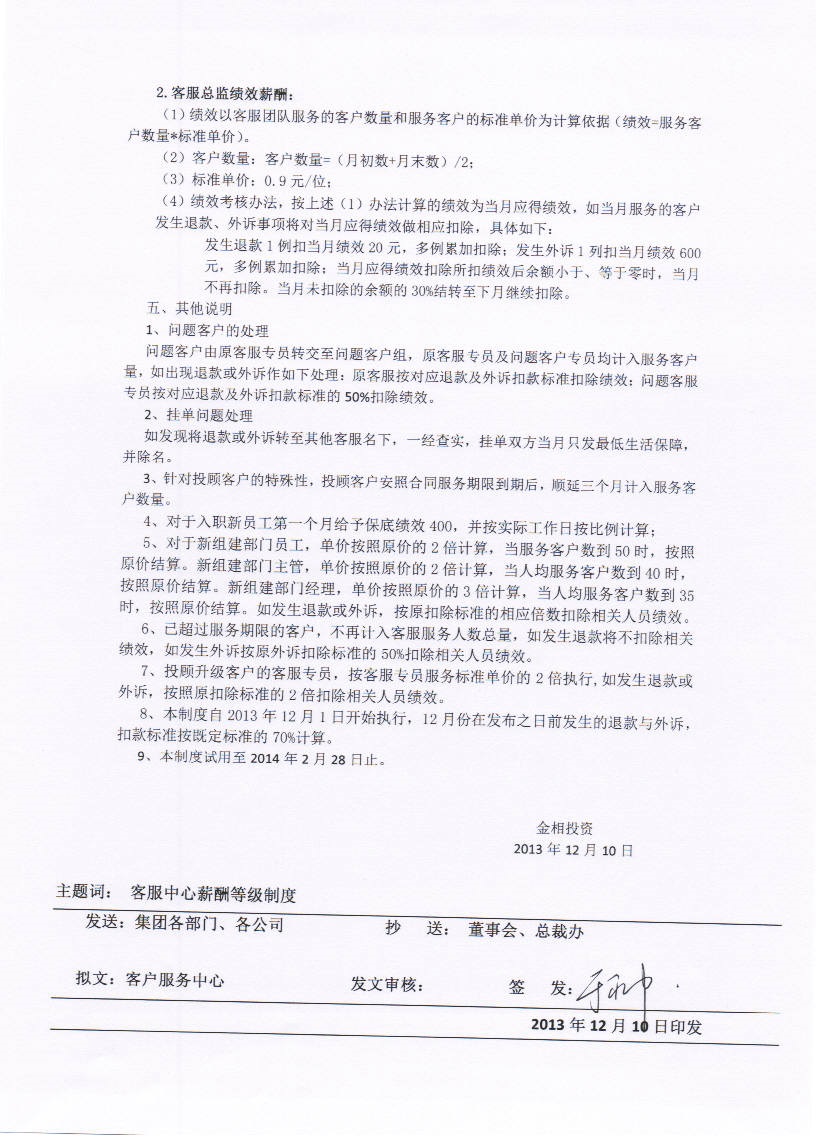 2.客服总监绩效薪酬：
（1）绩效以客服团队服务的客户数量和服务客户的标准单价为计算依据（绩效=服务客
户数量*标准单价）。
（2）客户数量：客户数量=（月初数+月末数）/2；
（3）标准单价：0.9 元/位；
（4）绩效考核办法，按上述（1）办法计算的绩效为当月应得绩效，如当月服务的客户
发生退款、外诉事项将对当月应得绩效做相应扣除，具体如下：
发生退款 1 例扣当月绩效 20 元，多例累加扣除；发生外诉 1 列扣当月绩效 600
元，多例累加扣除；当月应得绩效扣除所扣绩效后余额小于、等于零时，当月
不再扣除。当月未扣除的余额的 30%结转至下月继续扣除。
五、其他说明
1、问题客户的处理
问题客户由原客服专员转交至问题客户组，原客服专员及问题客户专员均计入服务客户
量，如出现退款或外诉作如下处理：原客服按对应退款及外诉扣款标准扣除绩效；问题客服
专员按对应退款及外诉扣款标准的 50%扣除绩效。
2、挂单问题处理
如发现将退款或外诉转至其他客服名下，一经查实，挂单双方当月只发最低生活保障，
并除名。
3、针对投顾客户的特殊性，投顾客户安照合同服务期限到期后，顺延三个月计入服务客
户数量。
4、对于入职新员工第一个月给予保底绩效 400，并按实际工作日按比例计算；
5、对于新组建部门员工，单价按照原价的 2 倍计算，当服务客户数到 50 时，按照
原价结算。新组建部门主管，单价按照原价的 2 倍计算，当人均服务客户数到 40 时，
按照原价结算。新组建部门经理，单价按照原价的 3 倍计算，当人均服务客户数到 35
时，按照原价结算。如发生退款或外诉，按原扣除标准的相应倍数扣除相关人员绩效。
6、已超过服务期限的客户，不再计入客服服务人数总量，如发生退款将不扣除相关
绩效，如发生外诉按原外诉扣除标准的 50%扣除相关人员绩效。
7、投顾升级客户的客服专员，按客服专员服务标准单价的 2 倍执行,如发生退款或
外诉，按照原扣除标准的 2 倍扣除相关人员绩效。
8、本制度自 2013 年 12 月 1 日开始执行，12 月份在发布之日前发生的退款与外诉，
扣款标准按既定标准的 70%计算。
9、本制度试用至 2014 年 2 月 28 日止。
金相投资
2013 年 12 月 10 日
主题词： 客服中心薪酬等级制度
发送：集团各部门、各公司 抄 送： 董事会、总裁办
拟文：客户服务中心 发文审核： 签 发：
2013 年 12 月 10 日印发